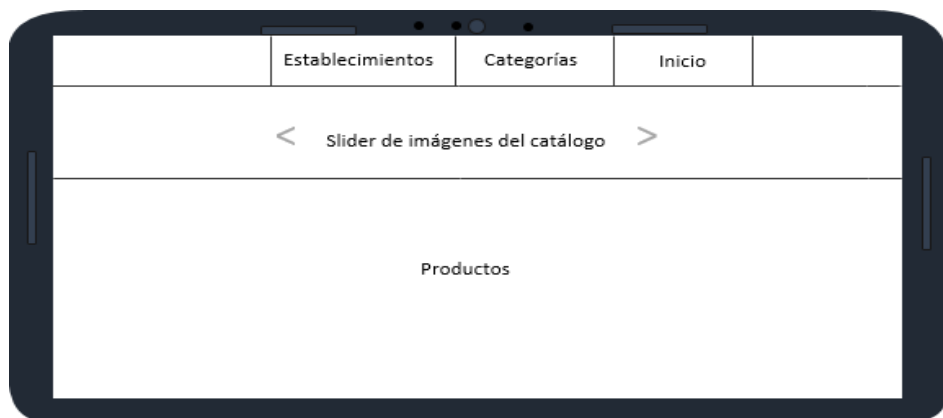 Establecimientos Categorías Inicio
< Slider de imágenes del catálogo >
Productos